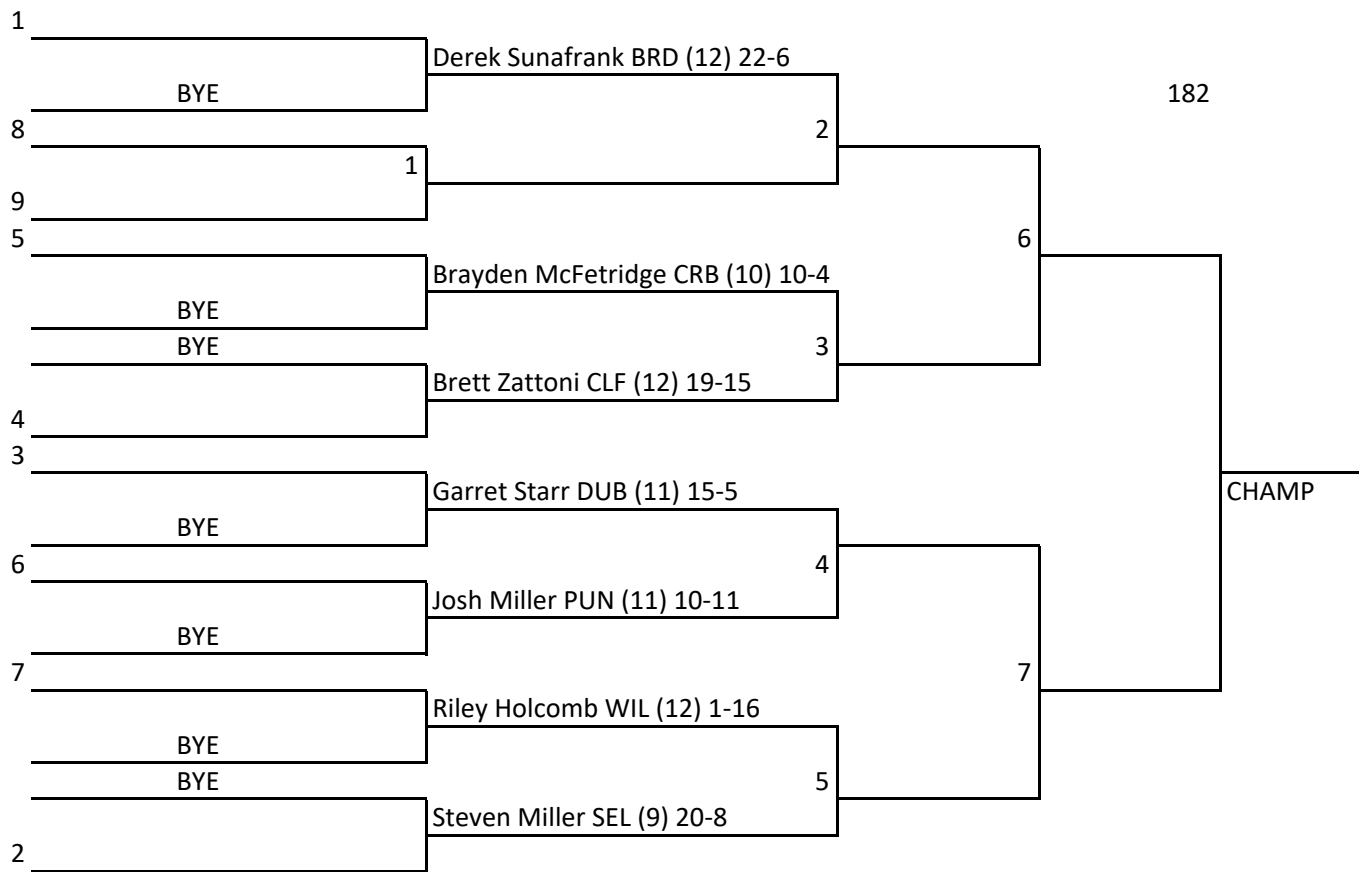 1
Derek Sunafrank BRD (12) 22-6
BYE
182
8
2
1
9
5
6
Brayden McFetridge CRB (10) 10-4
BYE
BYE
3
Brett Zattoni CLF (12) 19-15
4
3
Garret Starr DUB (11) 15-5
CHAMP
BYE
6
4
Josh Miller PUN (11) 10-11
BYE
7
7
Riley Holcomb WIL (12) 1-16
BYE
BYE
5
Steven Miller SEL (9) 20-8
2